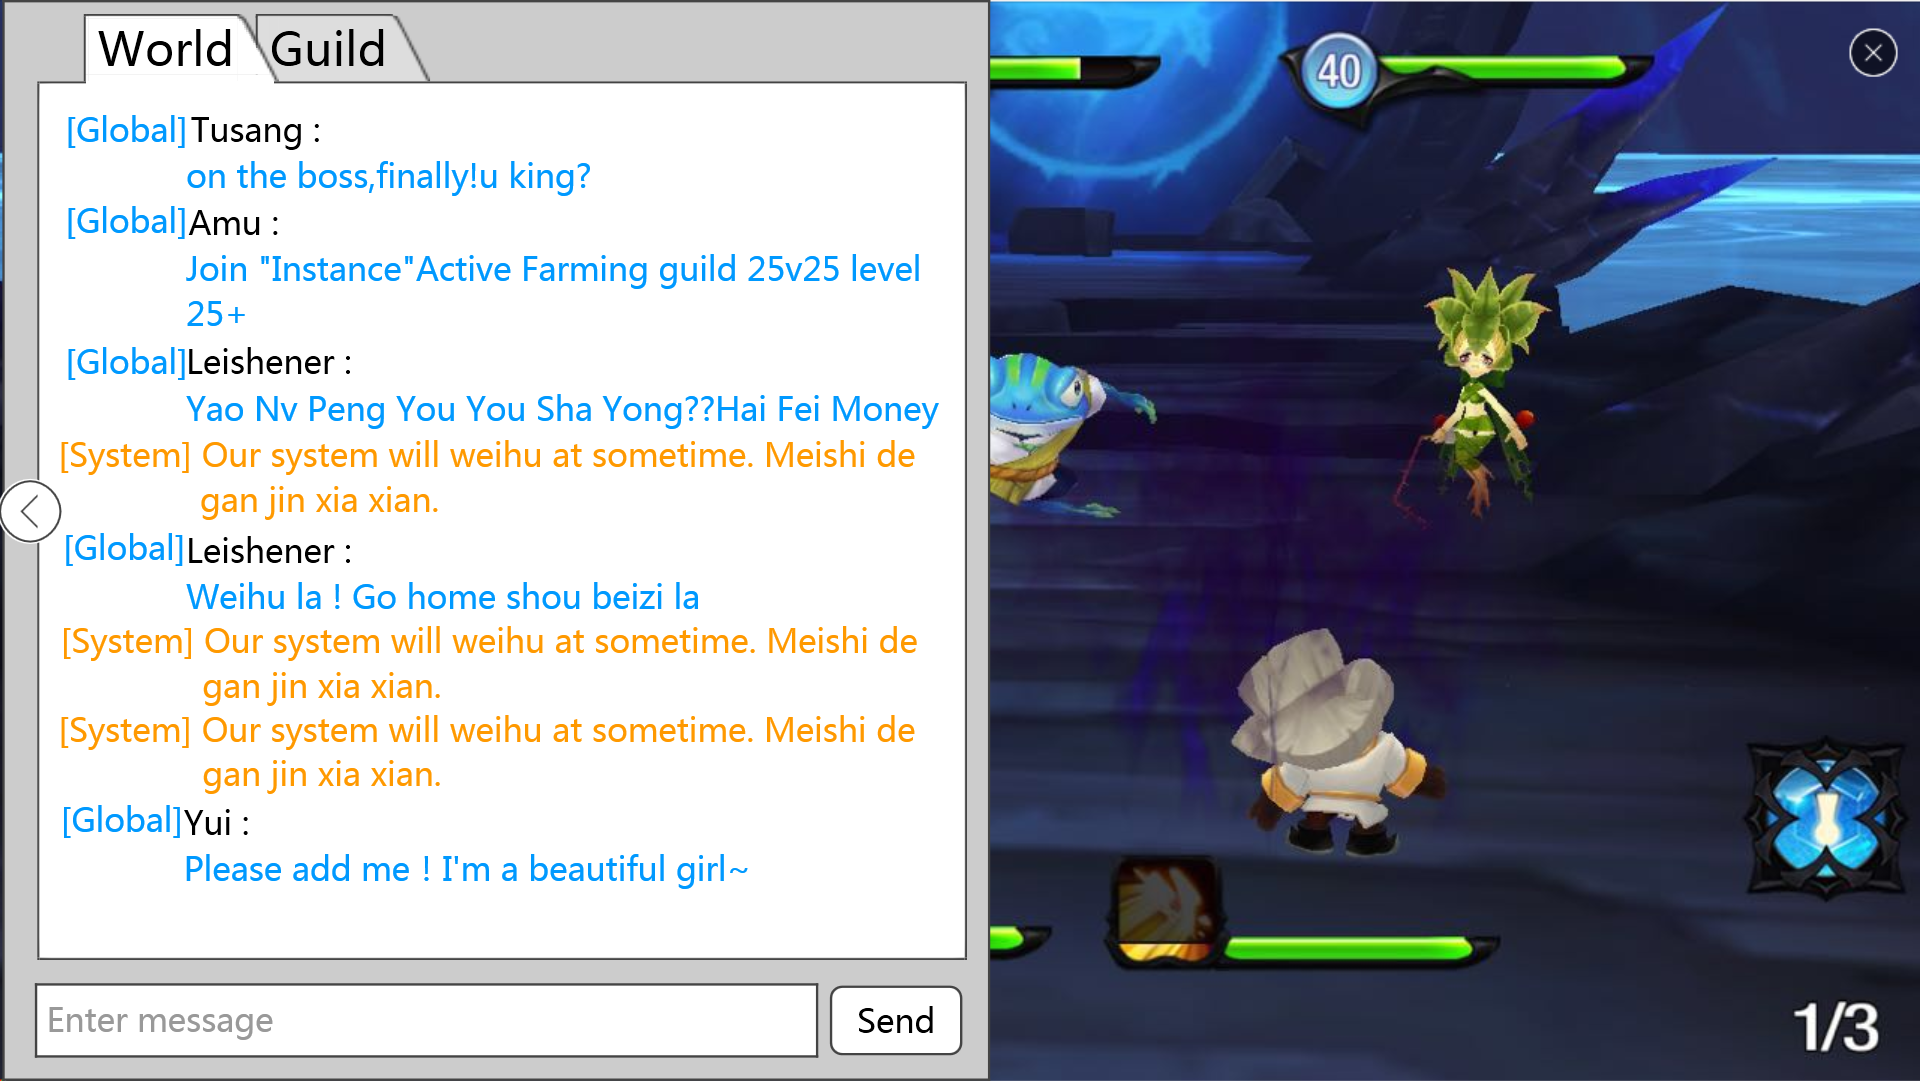 World Guild
40
[Global]Tusang :
on the boss,finally!u king?
[Global]Amu :
Join "Instance"Active Farming guild 25v25 level
25+
[Global]Leishener :
Yao Nv Peng You You Sha Yong??Hai Fei Money
[System] Our system will weihu at sometime. Meishi de
gan jin xia xian.
[Global]Leishener :
Weihu la ! Go home shou beizi la
[System] Our system will weihu at sometime. Meishi de
gan jin xia xian.
[System] Our system will weihu at sometime. Meishi de
gan jin xia xian.
[Global]Yui :
Please add me ! I'm a beautiful girl~
Enter message
Send
1/3